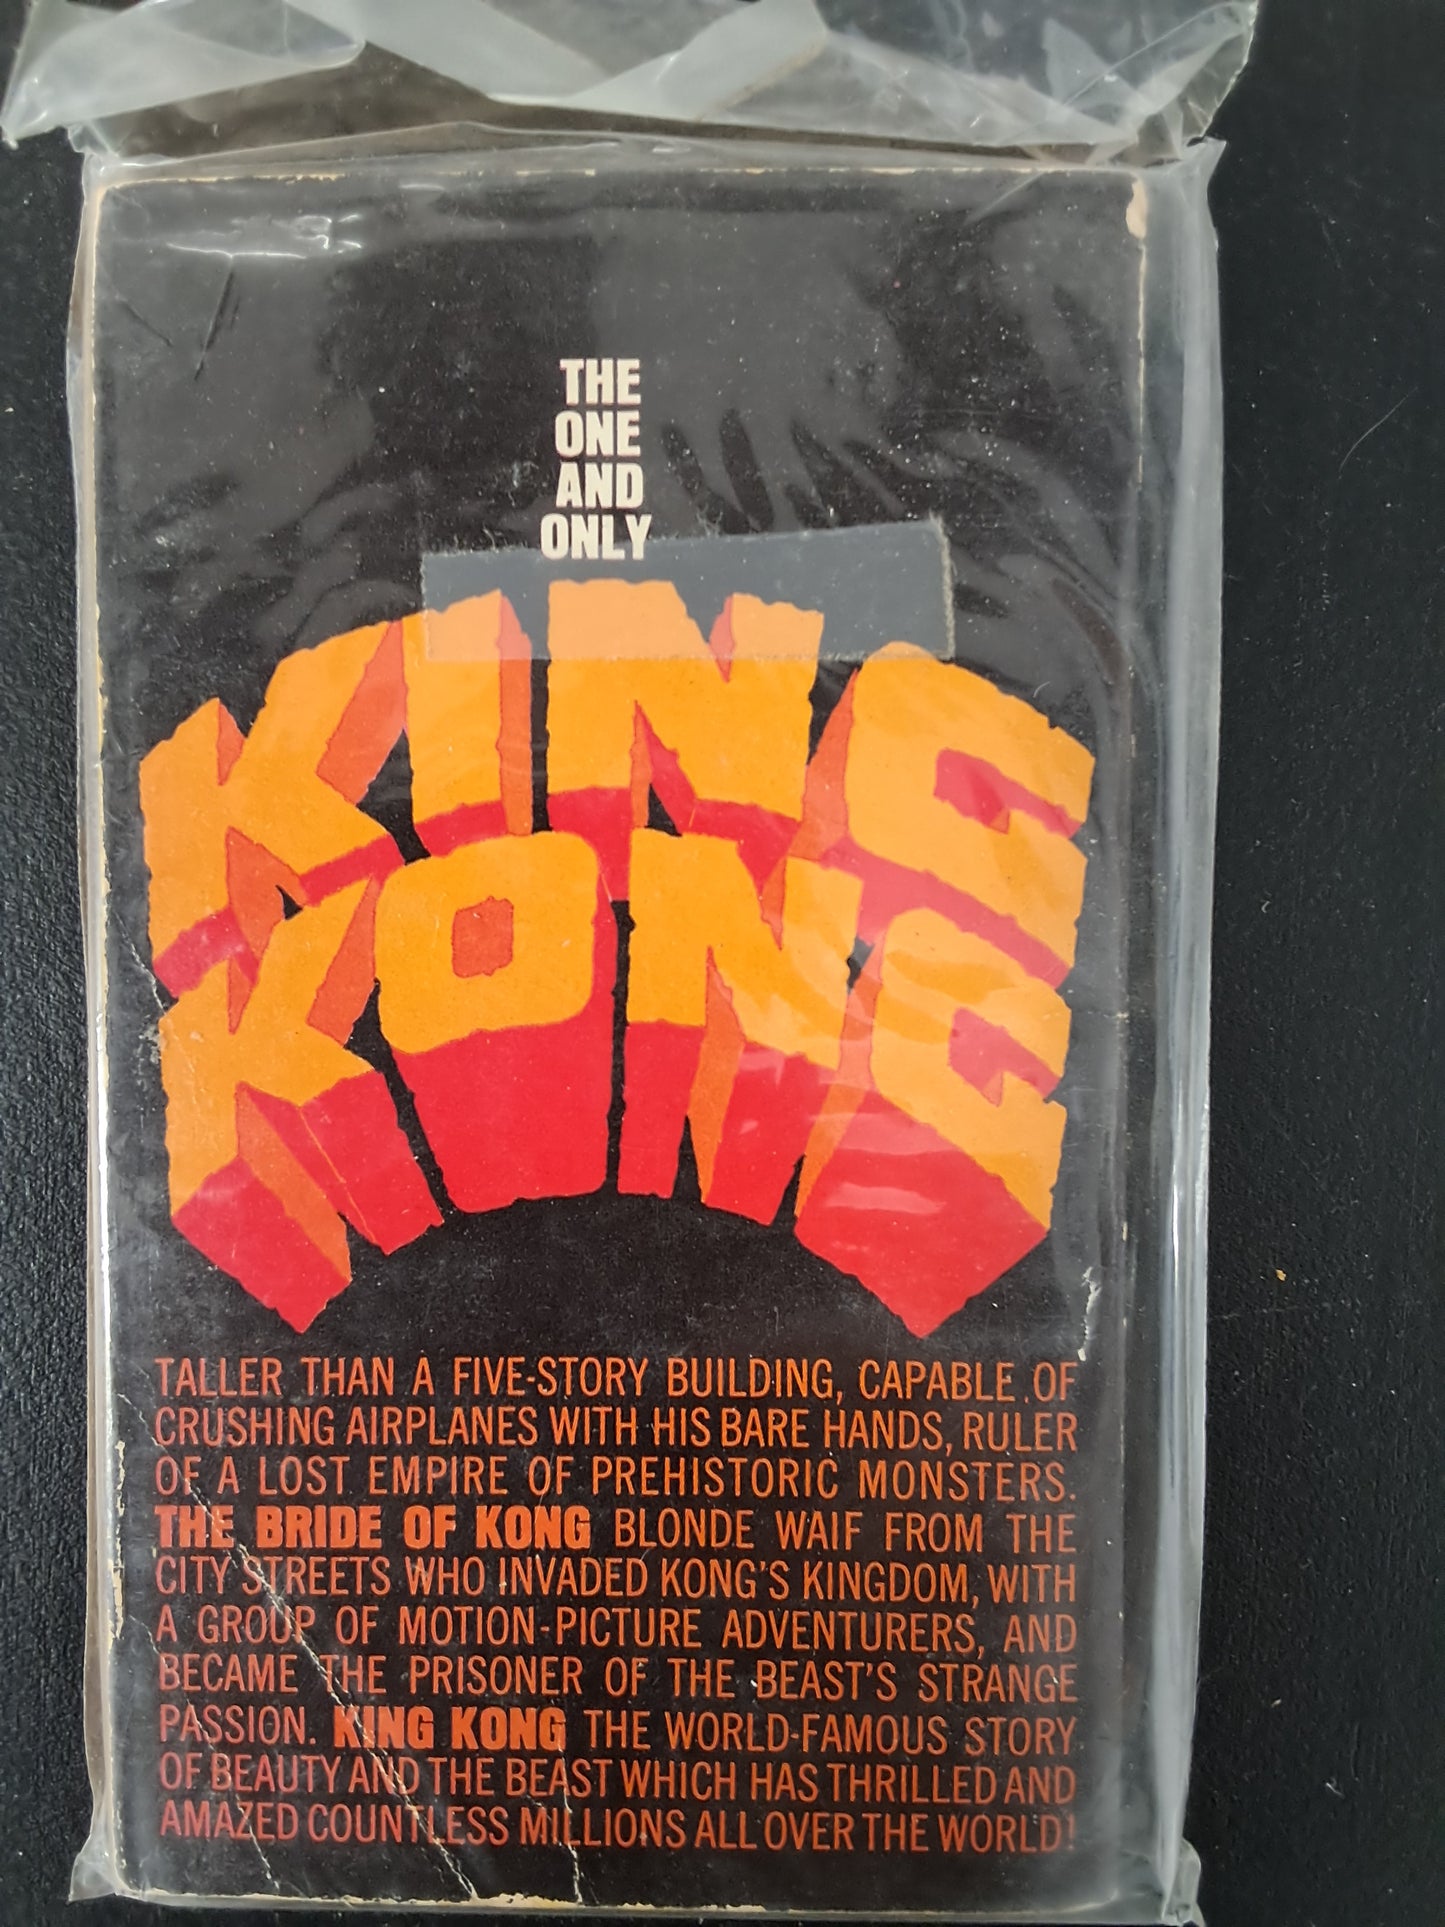 THE
ONE
AND
ONLY
KING
KONG
TALLER THAN A FIVE-STORY BUILDING, CAPABLE OF
CRUSHING AIRPLANES WITH HIS BARE HANDS, RULER
OF A LOST EMPIRE OF PREHISTORIC MONSTERS.
THE BRIDE OF KONG BLONDE WAIF FROM THE
CITY STREETS WHO INVADED KONG'S KINGDOM, WITH
A GROUP OF MOTION-PICTURE ADVENTURERS, AND
BECAME THE PRISONER OF THE BEAST'S STRANGE
PASSION. KING KONG THE WORLD-FAMOUS STORY
OF BEAUTY AND THE BEAST WHICH HAS THRILLED AND
AMAZED COUNTLESS MILLIONS ALL OVER THE WORLD!